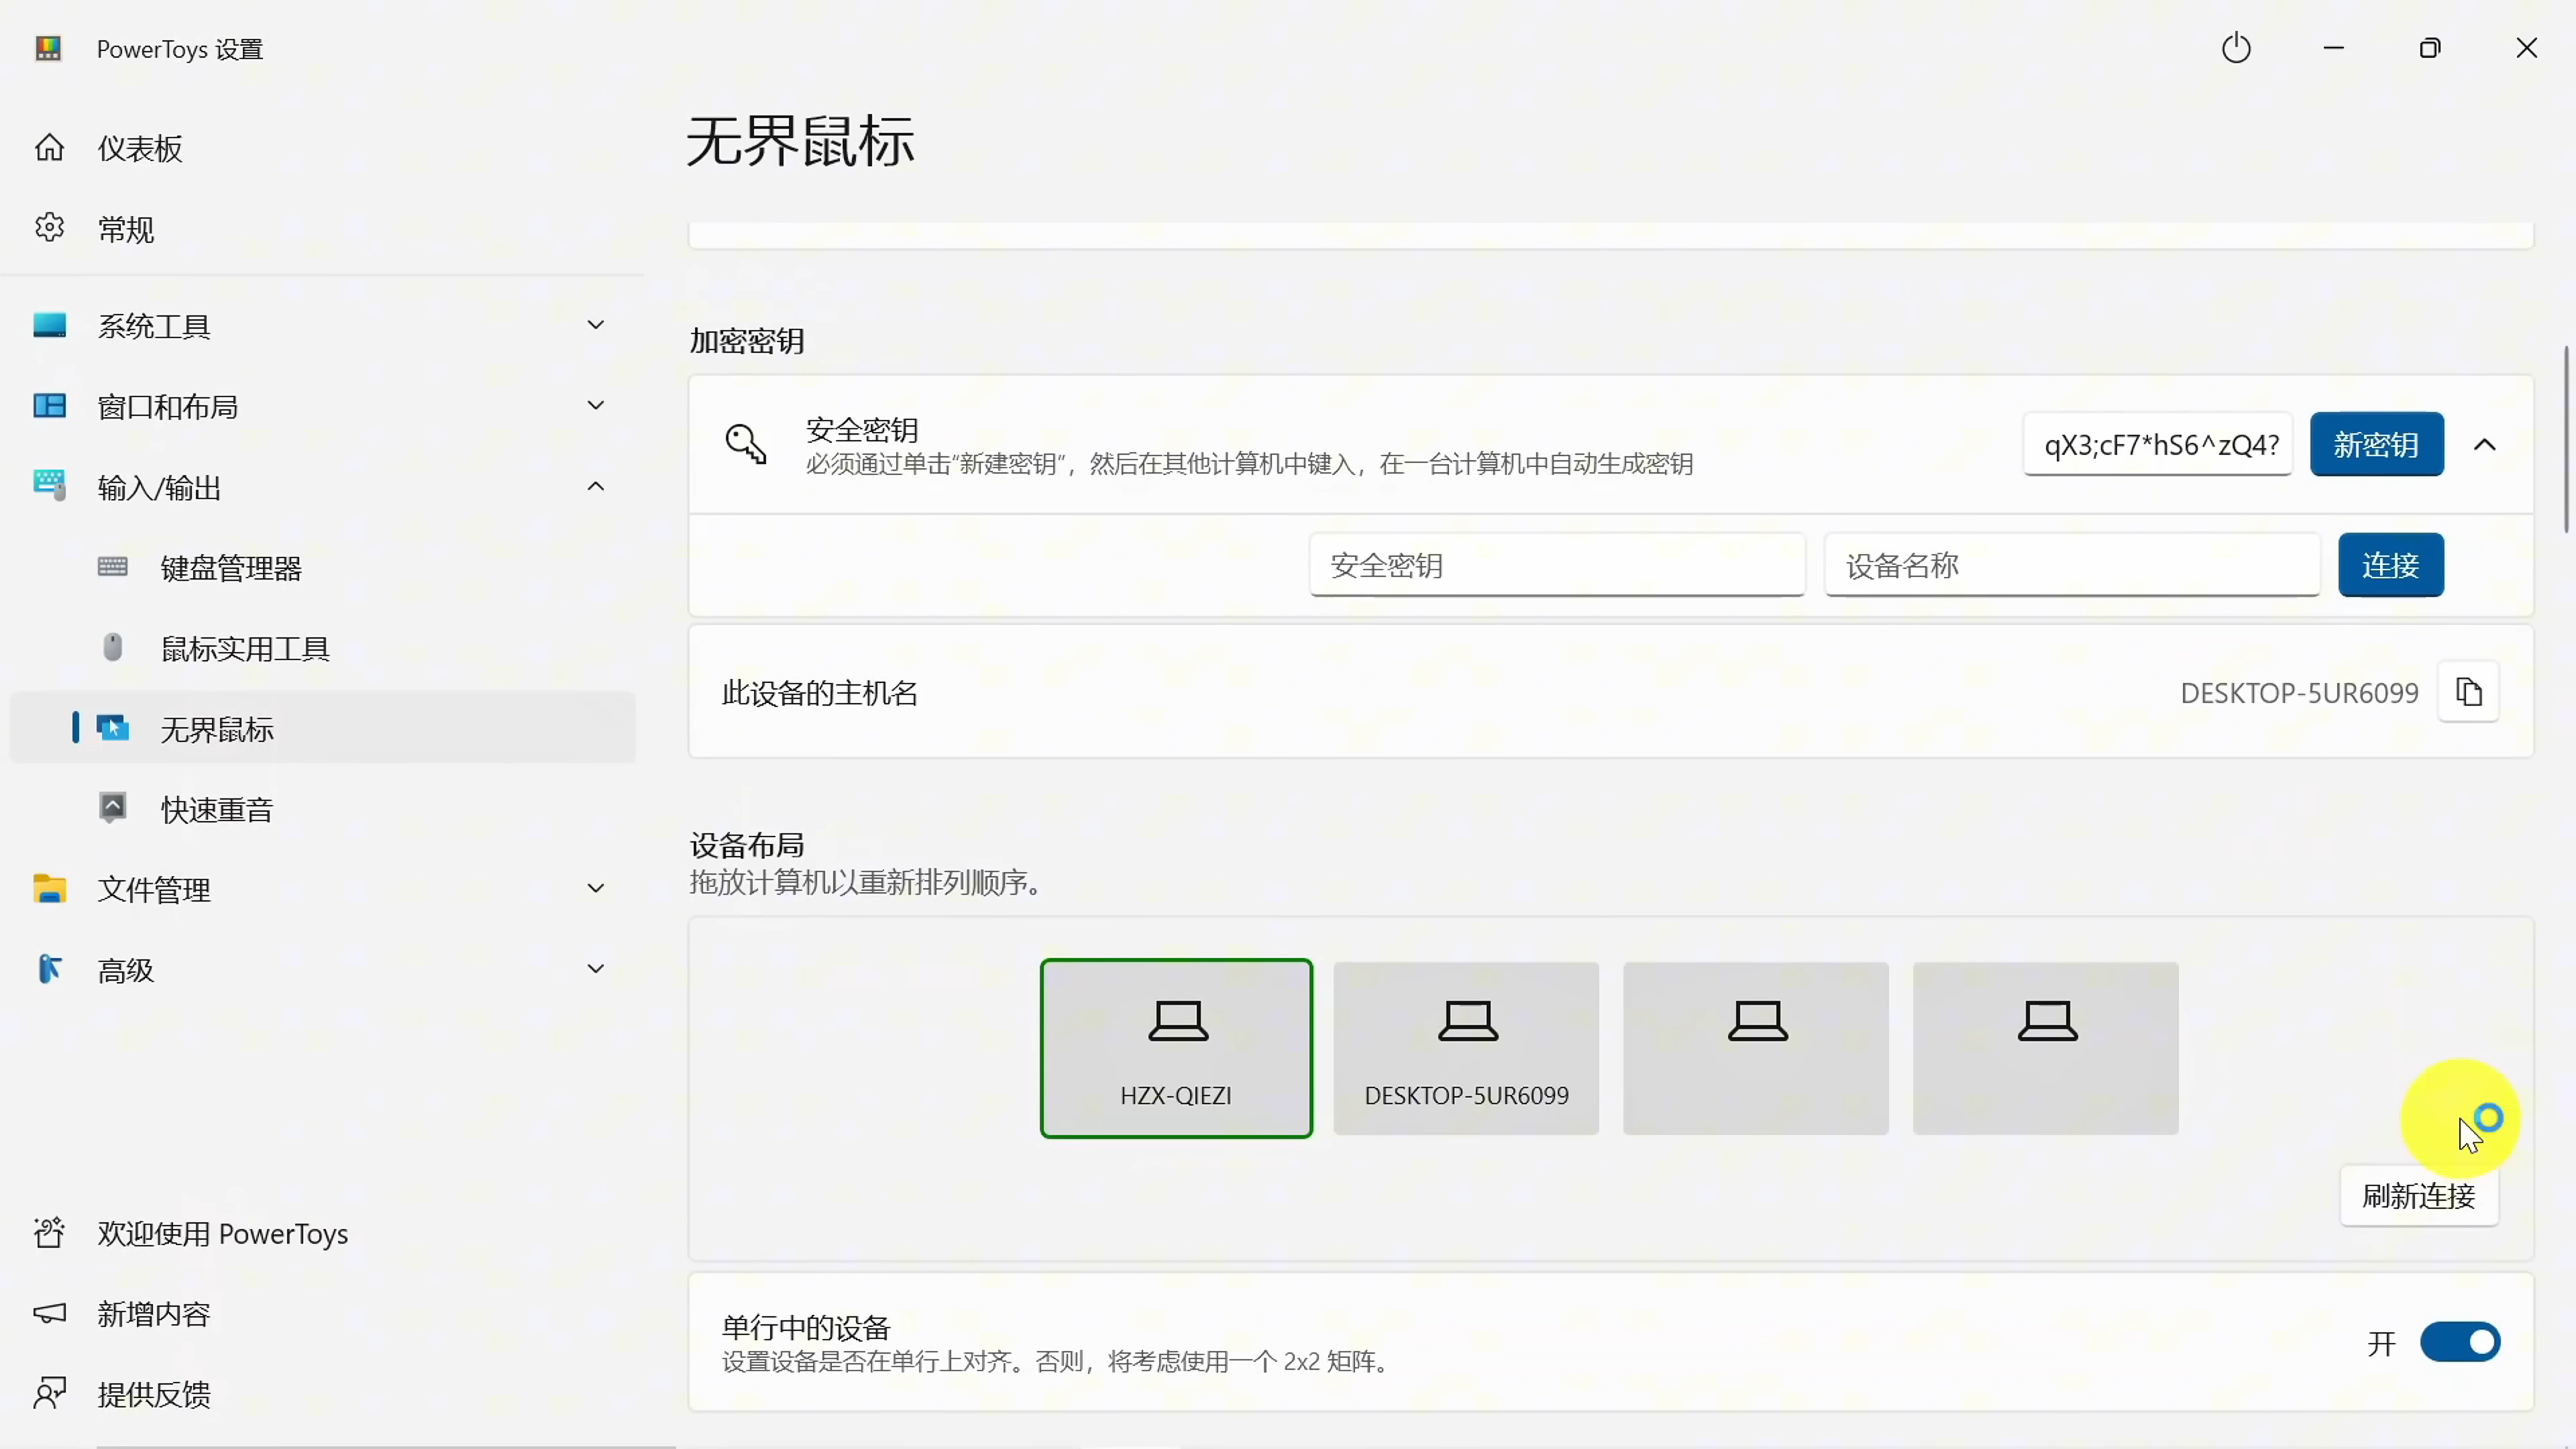 PowerToys 设置
仪表板
常规
系统工具
窗口和布局
输入/输出
键盘管理器
鼠标实用工具
无界鼠标
快速重音
文件管理
高级
欢迎使用 PowerToys
新增内容
提供反馈
无界鼠标
加密密钥
安全密钥
必须通过单击“新建密钥”，然后在其他计算机中键入，在一台计算机中自动生成密钥
qX3;cF7*hS6^zQ4?
新密钥
安全密钥
设备名称
连接
此设备的主机名
DESKTOP-5UR6099
设备布局
拖放计算机以重新排列顺序。
HZX-QIEZI
DESKTOP-5UR6099
刷新连接
单行中的设备
设置设备是否在单行上对齐。否则，将考虑使用一个 2x2 矩阵。
开